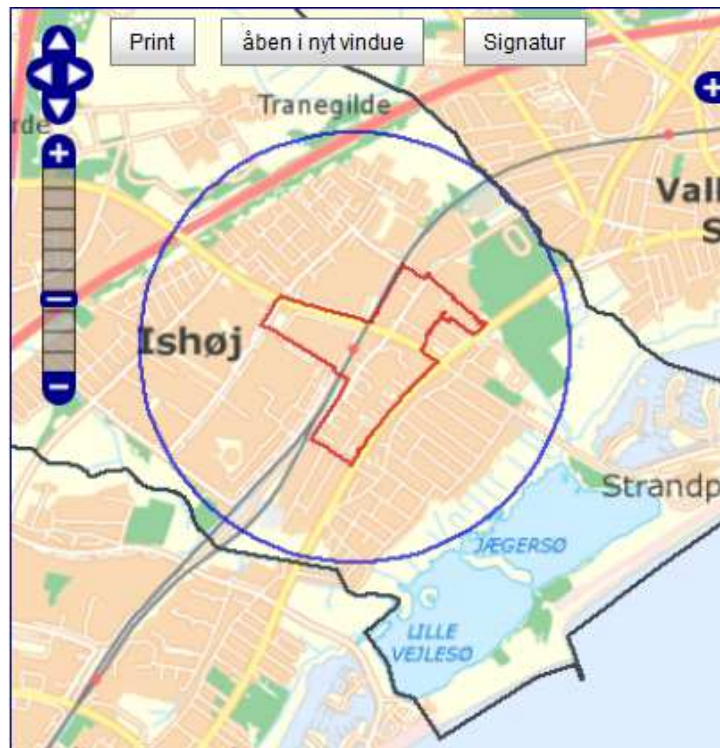 Print
åben i nyt vindue
Signatur
Tranegilde
rde
Vall
S
Ishøj
Strandp
JÆGERSØ
LILLE
VEJLESØ